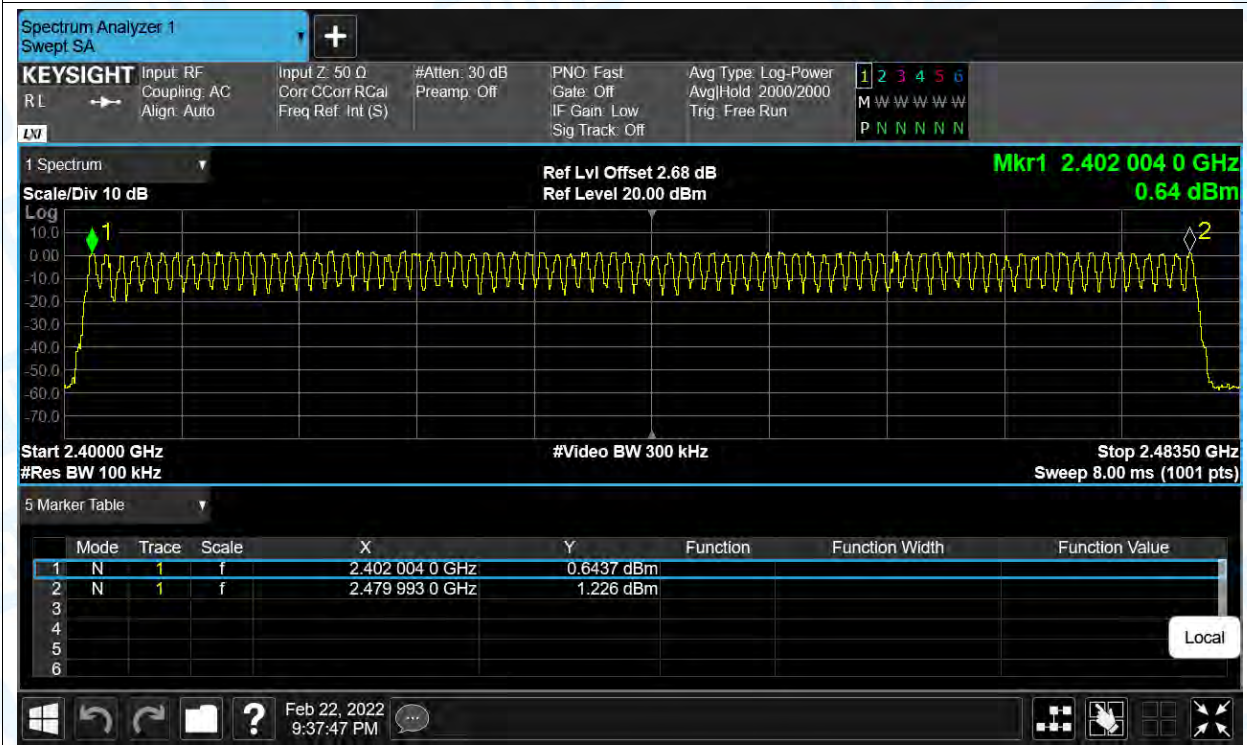 Spectrum Analyzer 1
Swept SA
+
KEYSIGHT Input: RF Input Z: 50 Ω #Atten: 30 dB PNO: Fast Avg Type: Log-Power 1 2 3 4 5 6
R L Coupling: AC Corr CCorr RCal Preamp: Off Gate: Off Avg|Hold: 2000/2000 M W W W W W
Align: Auto Freq Ref: Int (S) IF Gain: Low Trig: Free Run
LXI Sig Track: Off P N N N N N
1 Spectrum Ref Lvl Offset 2.68 dB Mkr1 2.402 004 0 GHz
Scale/Div 10 dB Ref Level 20.00 dBm 0.64 dBm
Log
10.0 1 2
0.00
-10.0
-20.0
-30.0
-40.0
-50.0
-60.0
-70.0
Start 2.40000 GHz #Video BW 300 kHz Stop 2.48350 GHz
#Res BW 100 kHz Sweep 8.00 ms (1001 pts)
5 Marker Table
Mode Trace Scale X Y Function Function Width Function Value
1 N 1 f 2.402 004 0 GHz 0.6437 dBm
2 N 1 f 2.479 993 0 GHz 1.226 dBm
3
4
5
6
Local
? Feb 22, 2022
9:37:47 PM